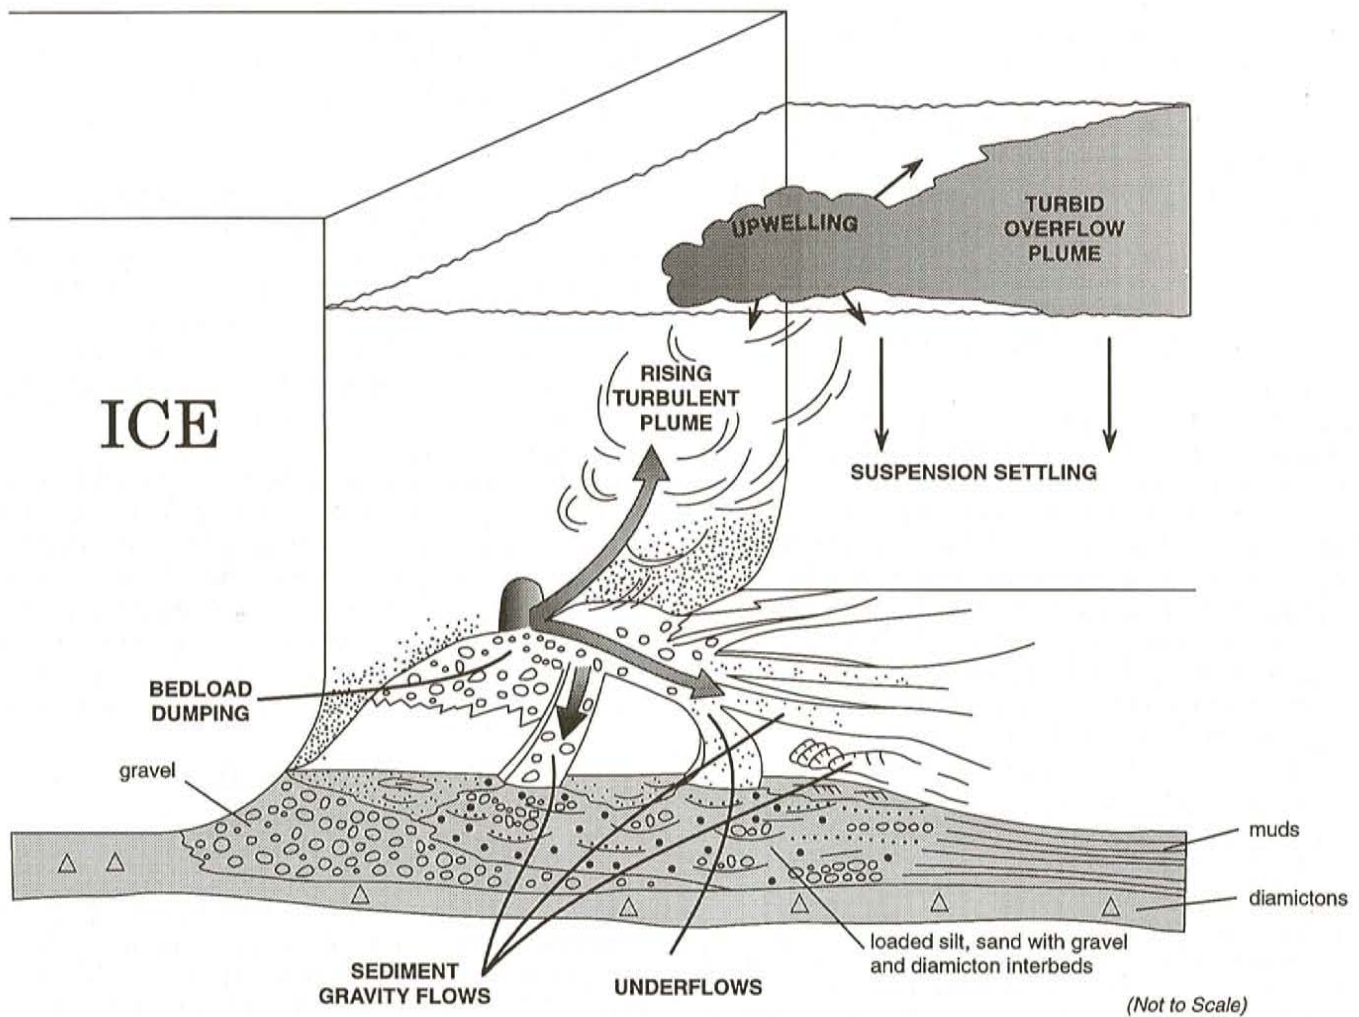 UPWELLING
TURBID
OVERFLOW
PLUME
RISING
TURBULENT
PLUME
ICE
SUSPENSION SETTLING
BEDLOAD
DUMPING
gravel
muds
diamictons
loaded silt, sand with gravel
and diamicton interbeds
SEDIMENT
GRAVITY FLOWS
UNDERFLOWS
(Not to Scale)